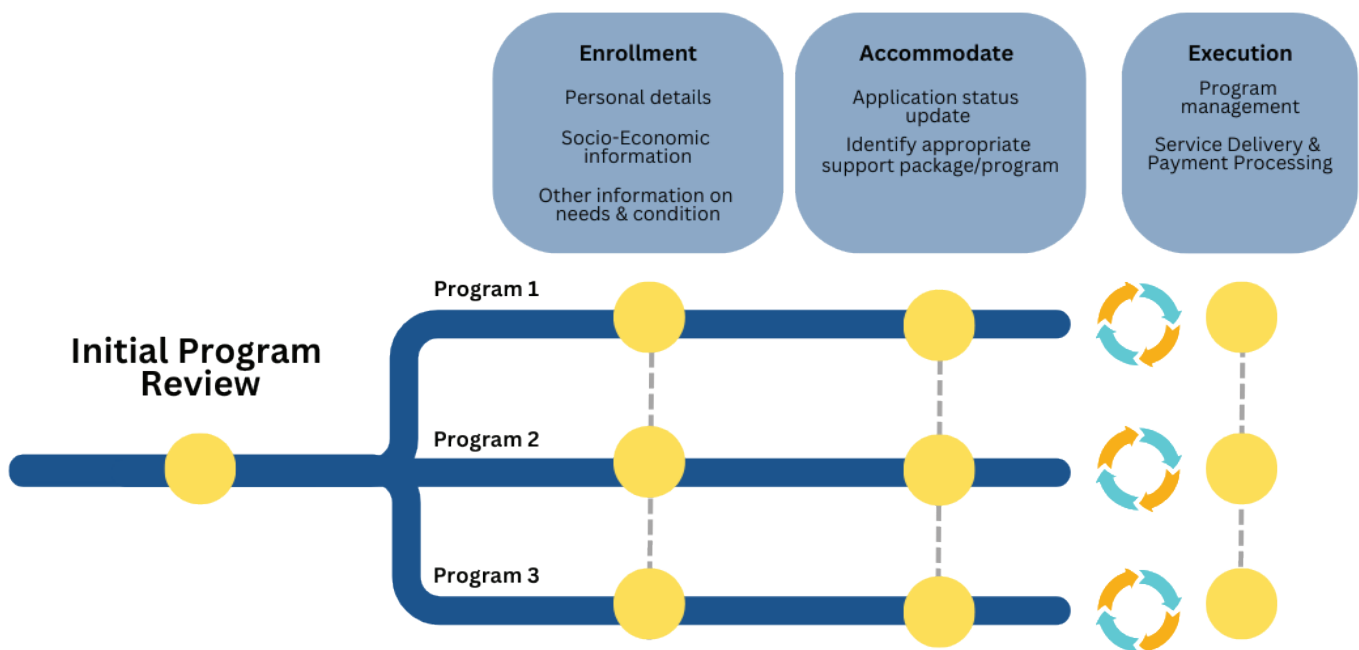 Enrollment
Personal details
Socio-Economic
information
Other information on
needs & condition
Accommodate
Application status
update
Identify appropriate
support package/program
Execution
Program
management
Service Delivery &
Payment Processing
Initial Program
Review
Program 1
Program 2
Program 3